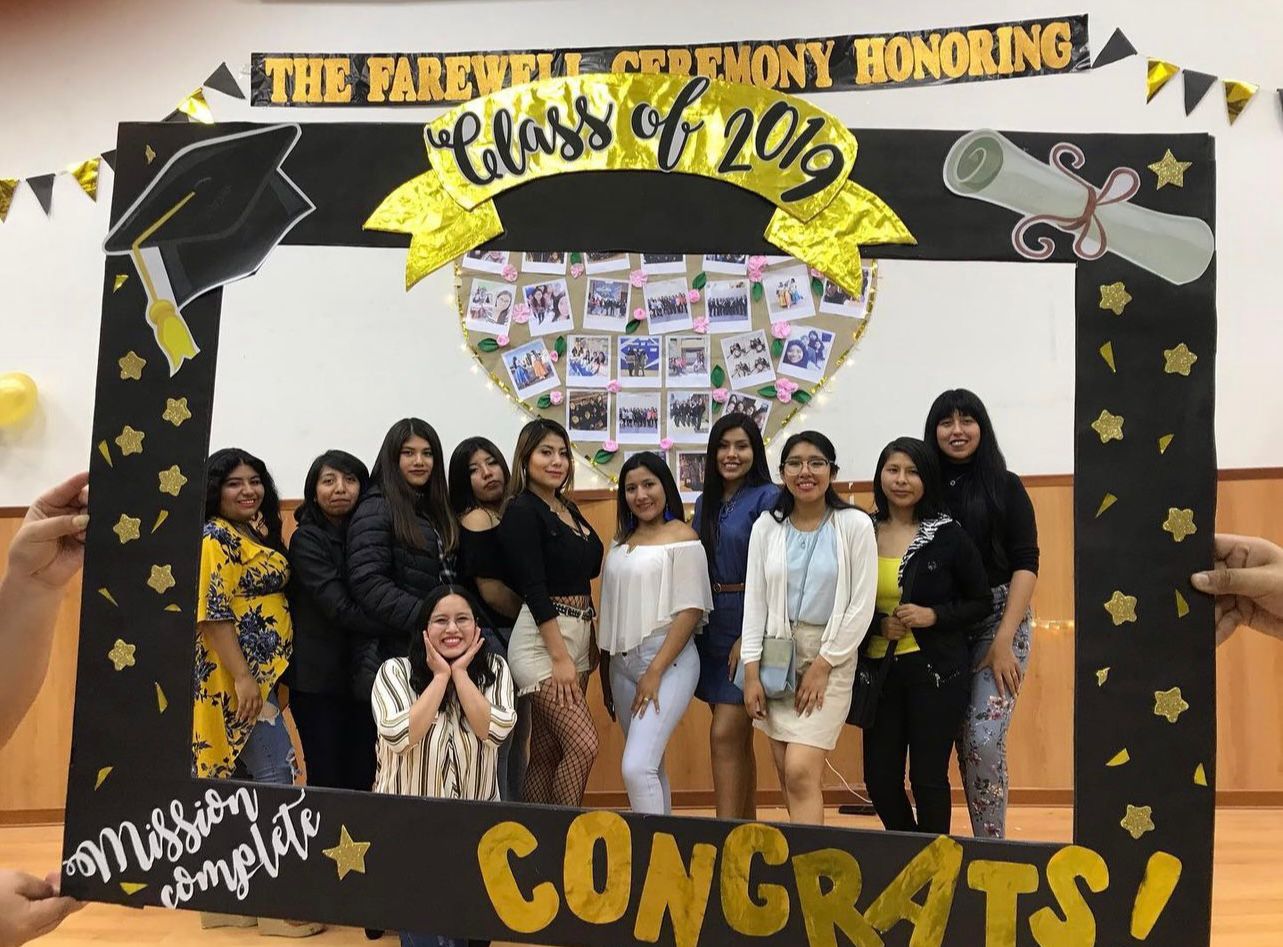 THE FAREWELL CEREMONY HONORING
Class of 2019
Mission
complete
CONGRATS!